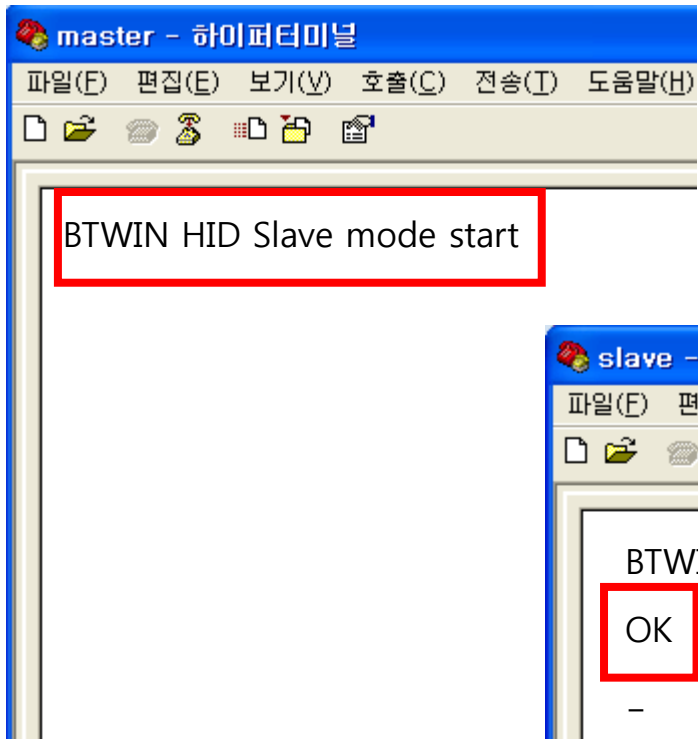 master - 하이퍼터미널
파일(F) 편집(E) 보기(V) 호출(C) 전송(T) 도움말(H)
BTWIN HID Slave mode start
slave -
파일(F)
OK
-